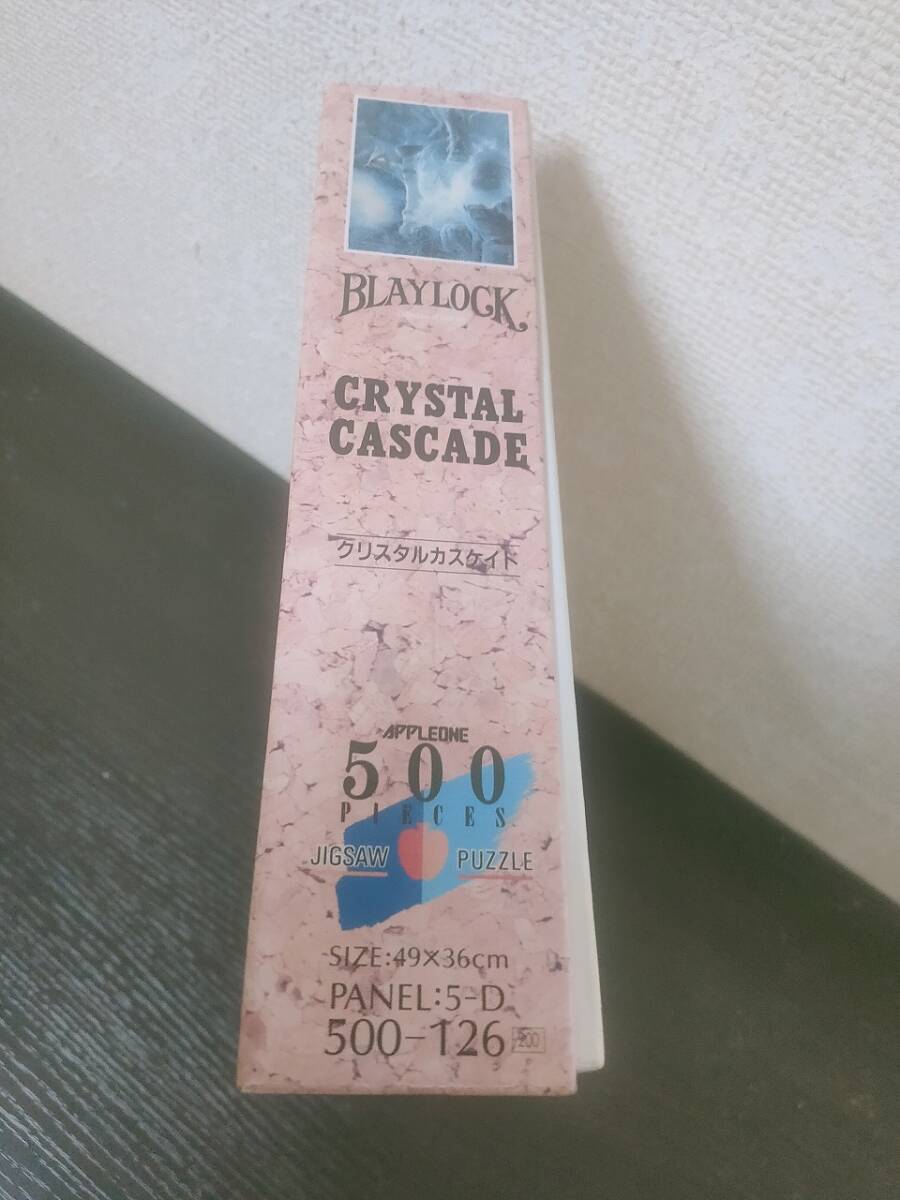 BLAYLOCK
CRYSTAL
CASCADE
クリスタルカスケイド
APPLEONE
500
PIECES
JIGSAW PUZZLE
SIZE:49×36cm
PANEL:5-D
500-126